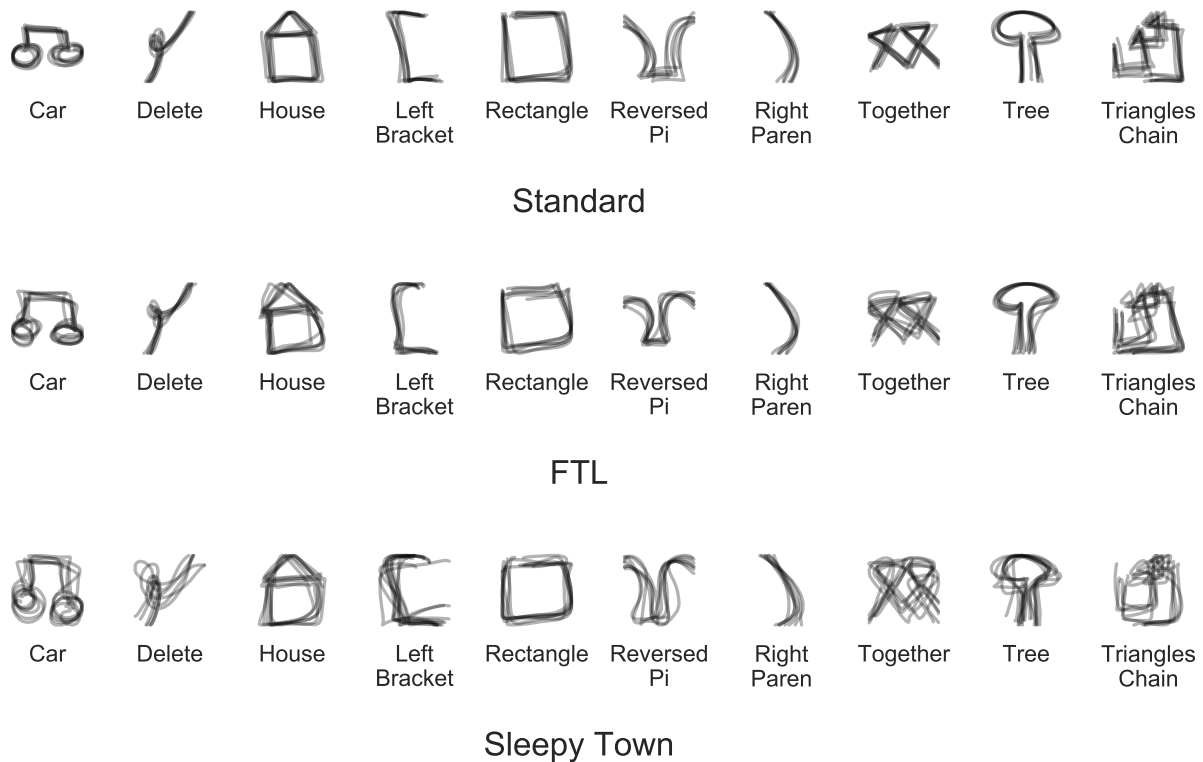 Car Delete House Left Rectangle Reversed Right Together Tree Triangles
Bracket Pi Paren Chain
Standard
Car Delete House Left Rectangle Reversed Right Together Tree Triangles
Bracket Pi Paren Chain
FTL
Car Delete House Left Rectangle Reversed Right Together Tree Triangles
Bracket Pi Paren Chain
Sleepy Town